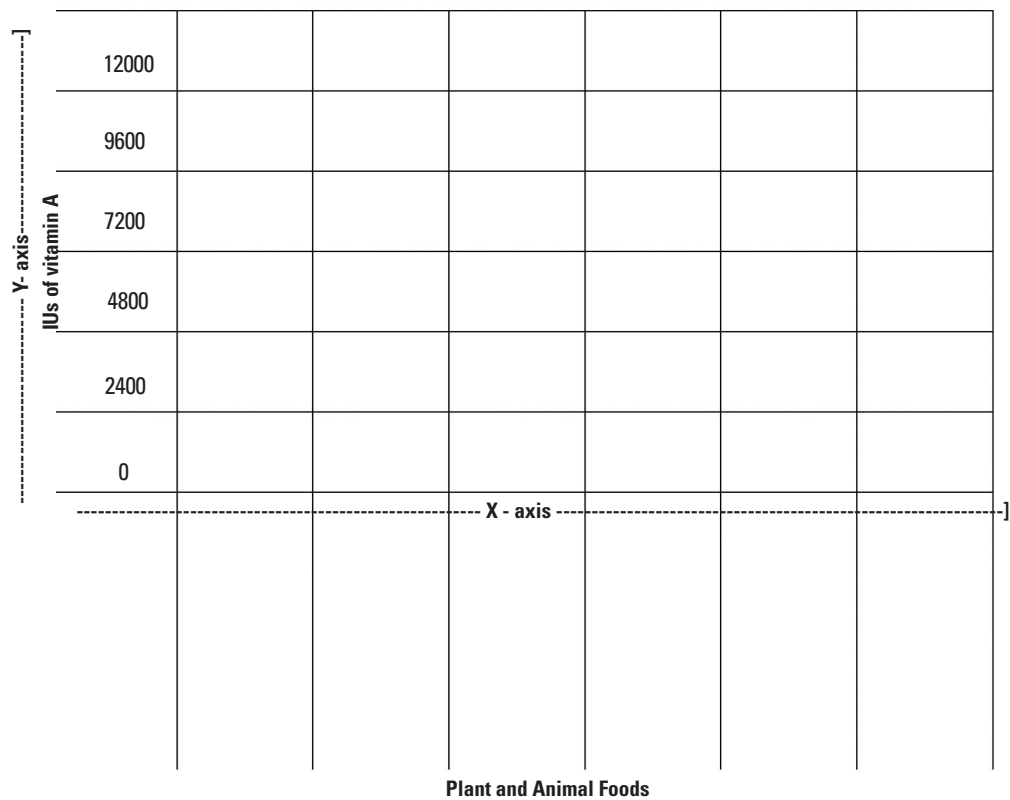 Y- axis
IUs of vitamin A
12000
9600
7200
4800
2400
0
X - axis
Plant and Animal Foods